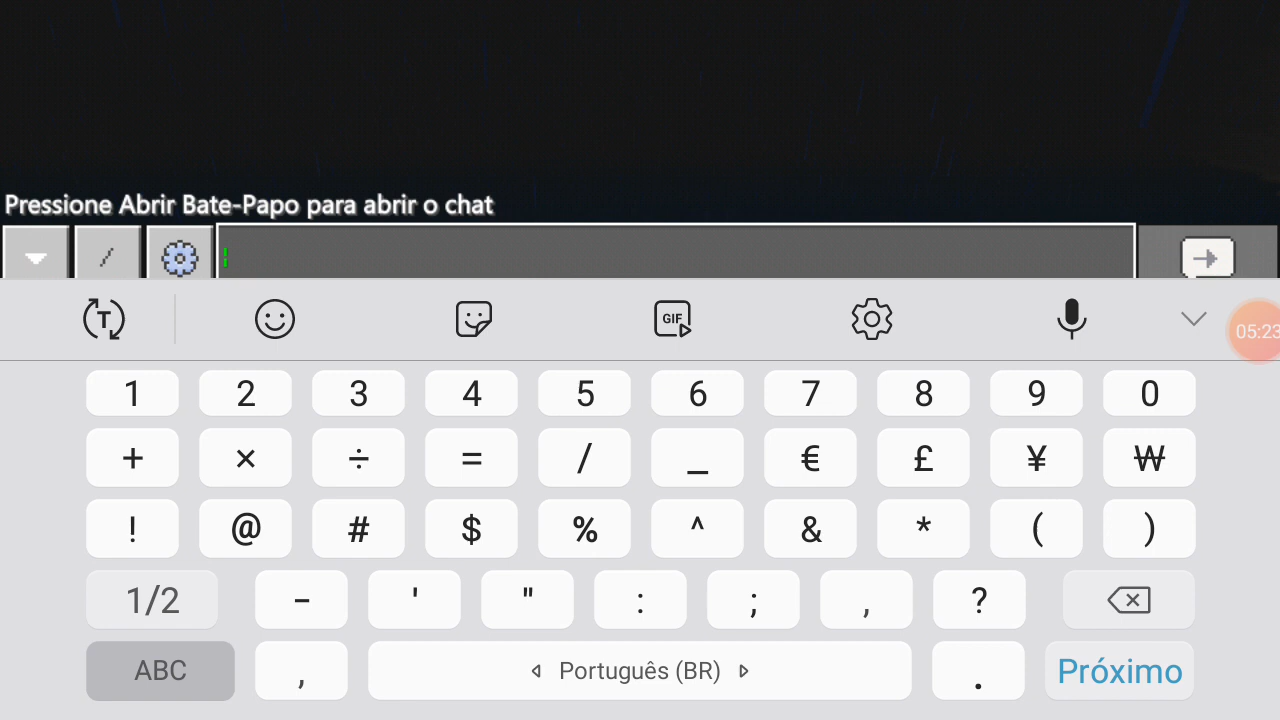 Pressione Abrir Bate-Papo para abrir o chat
/
T GIF
05:23
1 2 3 4 5 6 7 8 9 0
+ × ÷ = / _ € £ ¥ ₩
! @ # $ % ^ & * ( )
1/2 - ' " : ; , ?
ABC , Português (BR) . Próximo